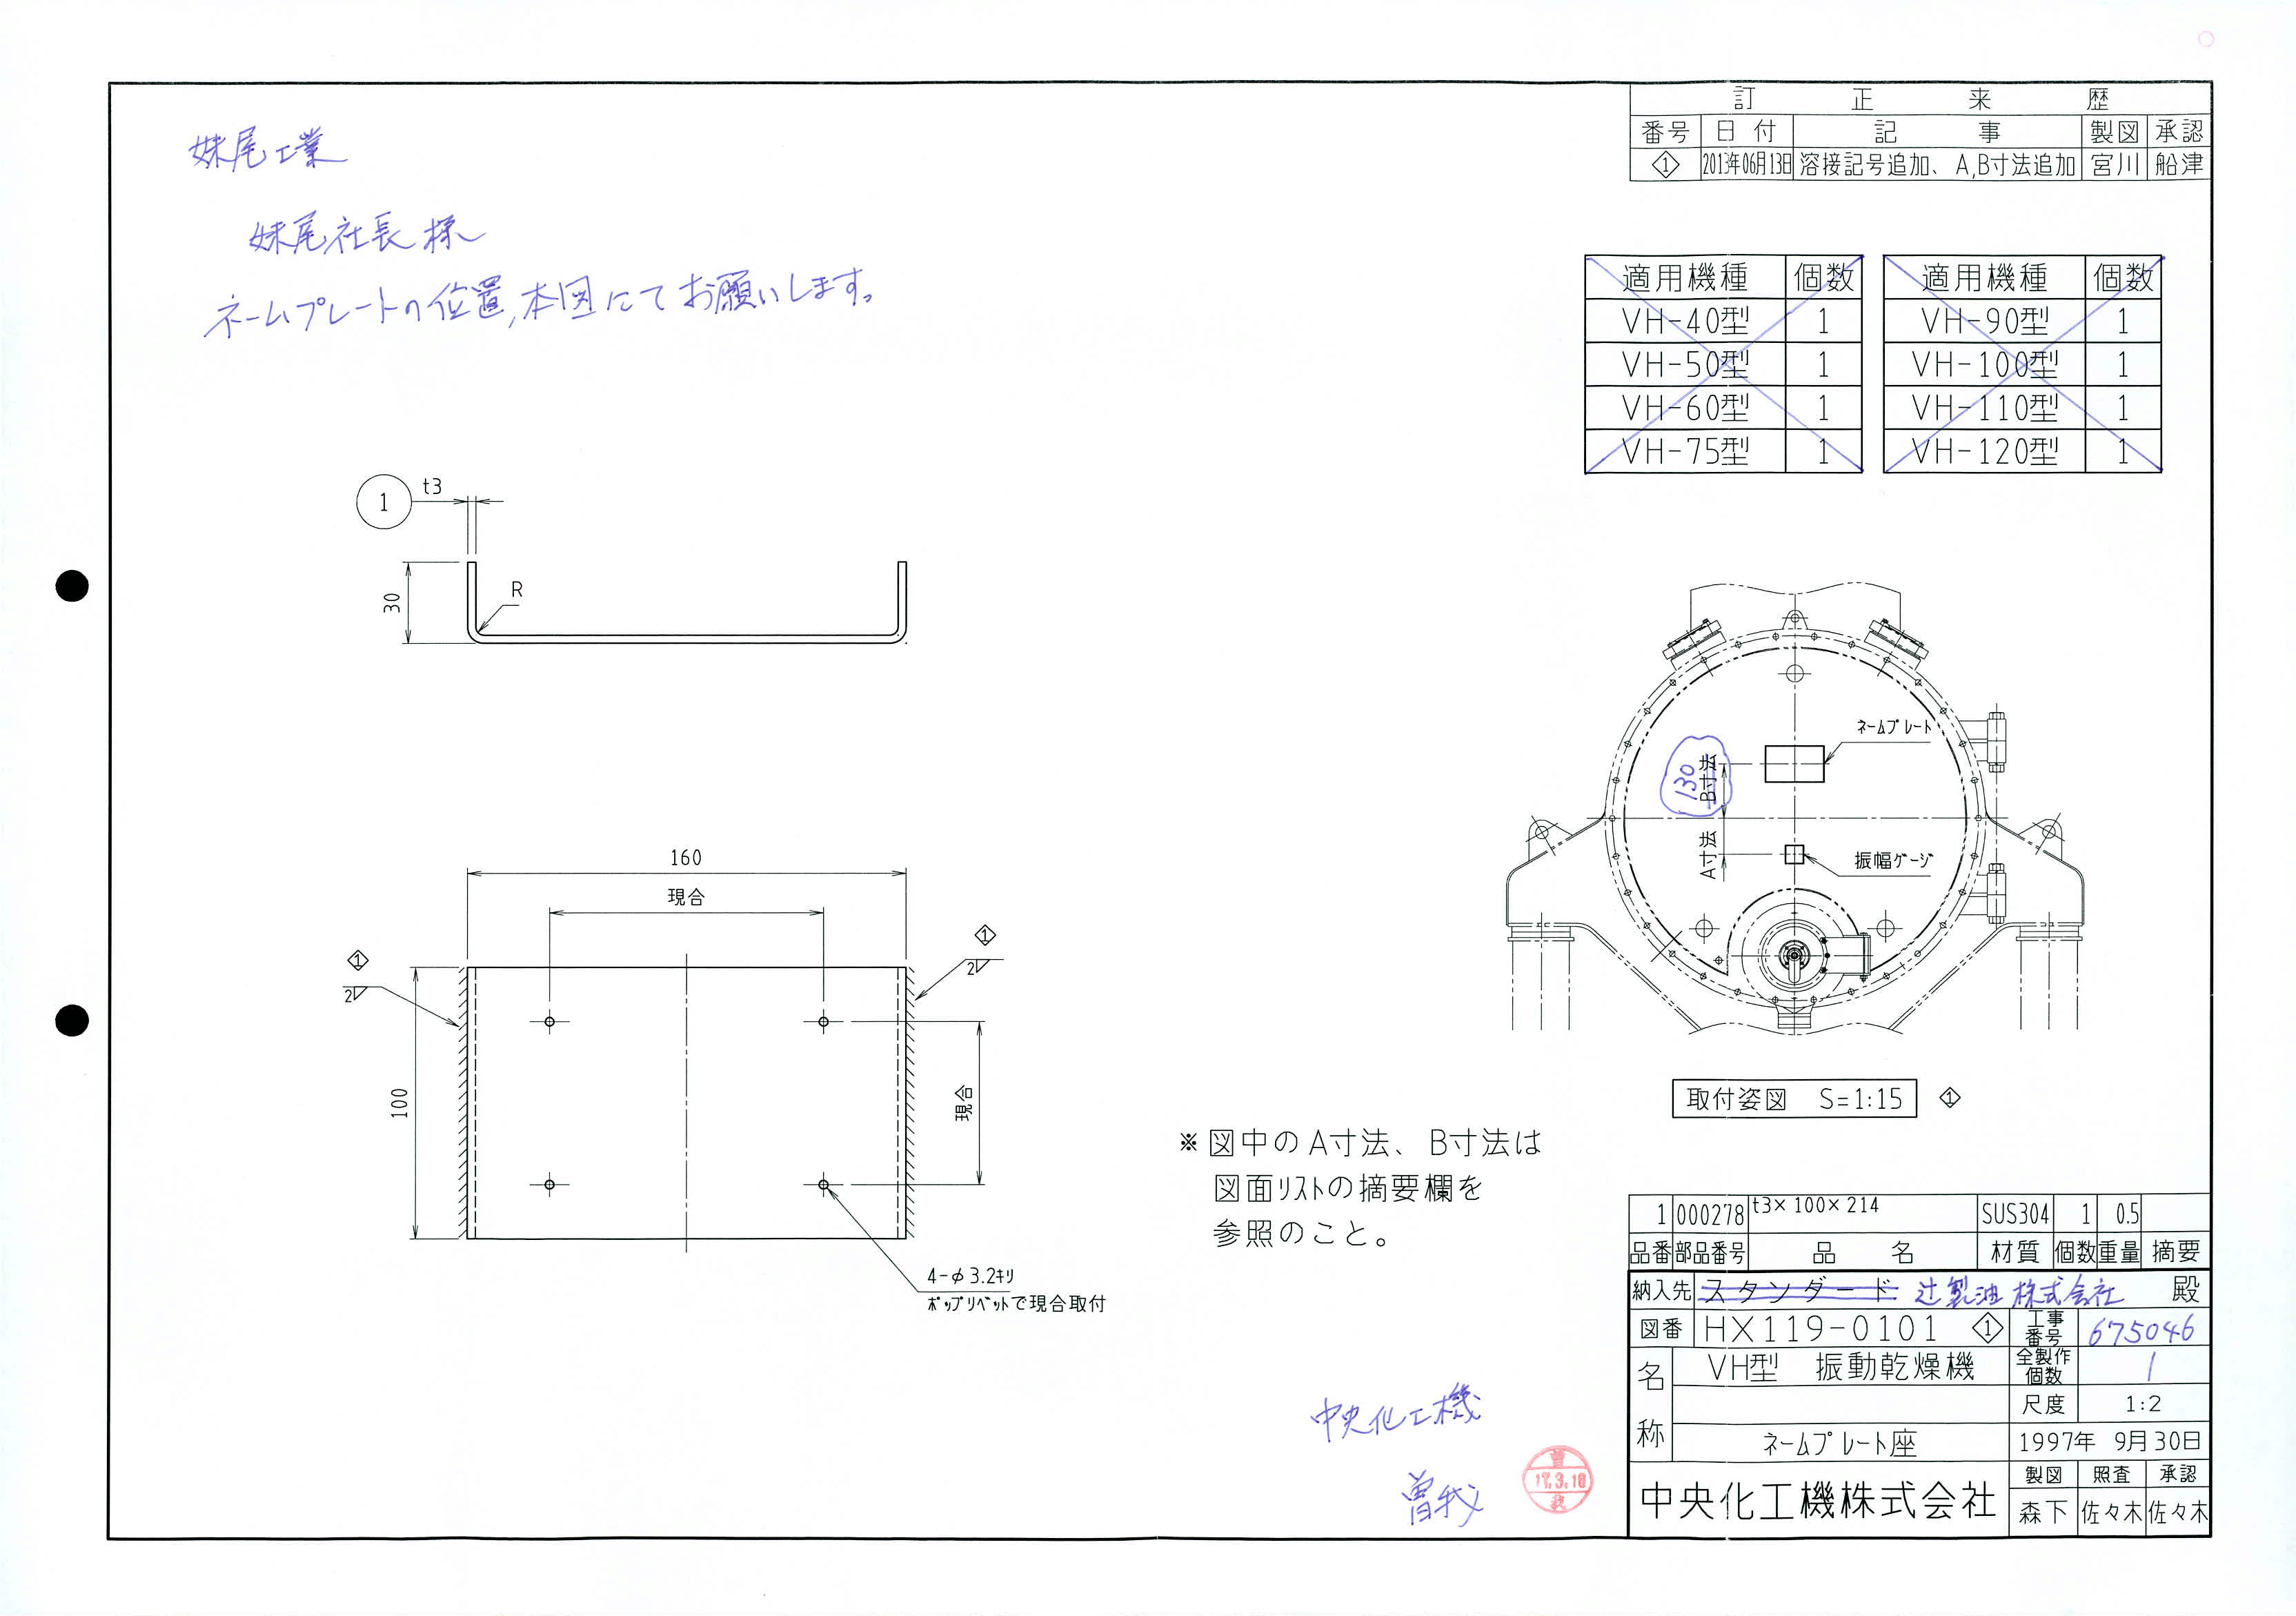 訂正来歴
番号 日付 記事 製図 承認
1 2013年06月13日 溶接記号追加、A,B寸法追加 宮川 船津
妹尾工業
妹尾社長様
ネームプレートの位置,本図にてお願いします。
適用機種 個数 適用機種 個数
VH-40型 1 VH-90型 1
VH-50型 1 VH-100型 1
VH-60型 1 VH-110型 1
VH-75型 1 VH-120型 1
1 t3
30
R
ネームプレート
130 B寸法
A寸法
振幅ゲージ
160
現合
1
2
1
2
100
現合
4-φ3.2キリ
ポップリベットで現合取付
取付姿図 S=1:15 1
※図中のA寸法、B寸法は
図面リストの摘要欄を
参照のこと。
1 000278 t3×100×214 SUS304 1 0.5
品番 部品番号 品名 材質 個数 重量 摘要
納入先 スタンダード 辻製油株式会社 殿
図番 HX119-0101 1 工事番号 675046
名称 VH型 振動乾燥機 全製作個数 1
尺度 1:2
ネームプレート座 1997年 9月30日
中央化工機株式会社 製図 照査 承認
森下 佐々木 佐々木
中央化工機
曽我
曽
17.3.10
我